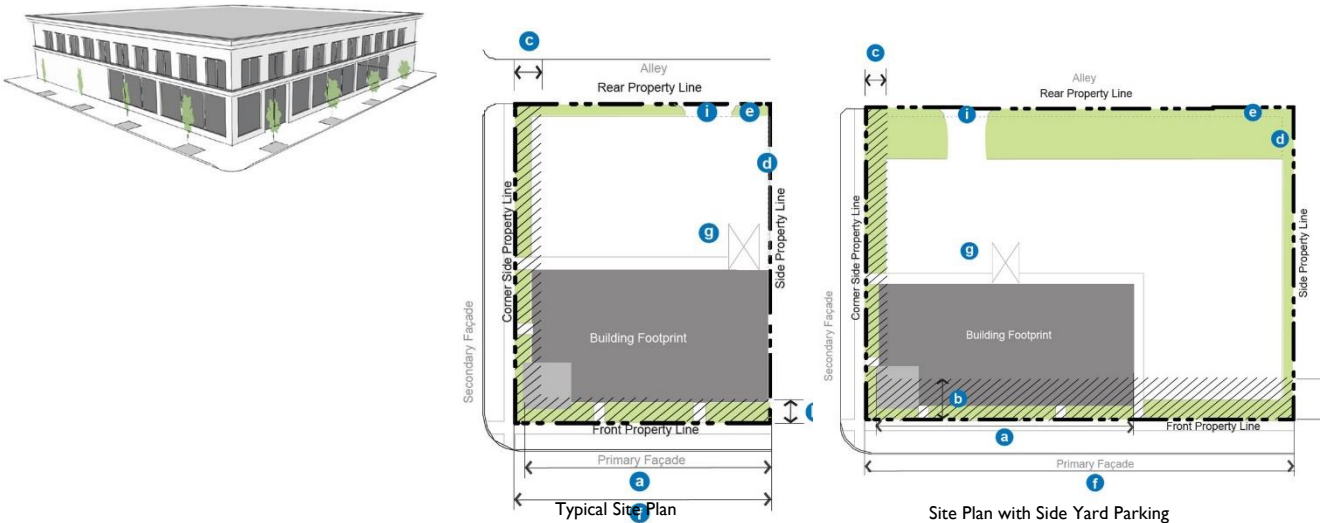 c
Alley
Rear Property Line
i
e
d
Corner Side Property Line
Side Property Line
g
Secondary Façade
Building Footprint
Front Property Line
Primary Façade
a
Typical Site Plan
c
Alley
Rear Property Line
i
e
d
Corner Side Property Line
Side Property Line
g
Secondary Façade
Building Footprint
b
a
Front Property Line
Primary Façade
f
Site Plan with Side Yard Parking